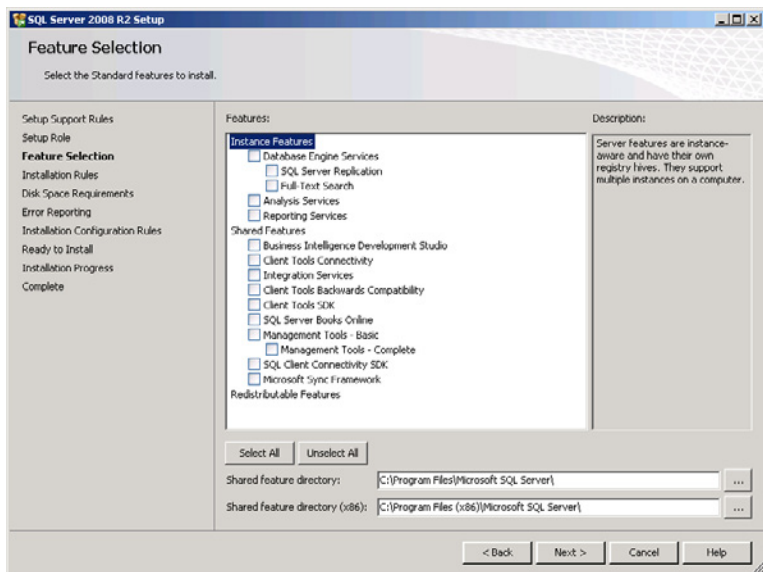 SQL Server 2008 R2 Setup
Feature Selection
Select the Standard features to install.
Setup Support Rules
Setup Role
Feature Selection
Installation Rules
Disk Space Requirements
Error Reporting
Installation Configuration Rules
Ready to Install
Installation Progress
Complete
Features:
Instance Features
Database Engine Services
SQL Server Replication
Full-Text Search
Analysis Services
Reporting Services
Shared Features
Business Intelligence Development Studio
Client Tools Connectivity
Integration Services
Client Tools Backwards Compatibility
Client Tools SDK
SQL Server Books Online
Management Tools - Basic
Management Tools - Complete
SQL Client Connectivity SDK
Microsoft Sync Framework
Redistributable Features
Description:
Server features are instance-
aware and have their own
registry hives. They support
multiple instances on a computer.
Select All
Unselect All
Shared feature directory:
C:\Program Files\Microsoft SQL Server\
...
Shared feature directory (x86):
C:\Program Files (x86)\Microsoft SQL Server\
...
< Back
Next >
Cancel
Help